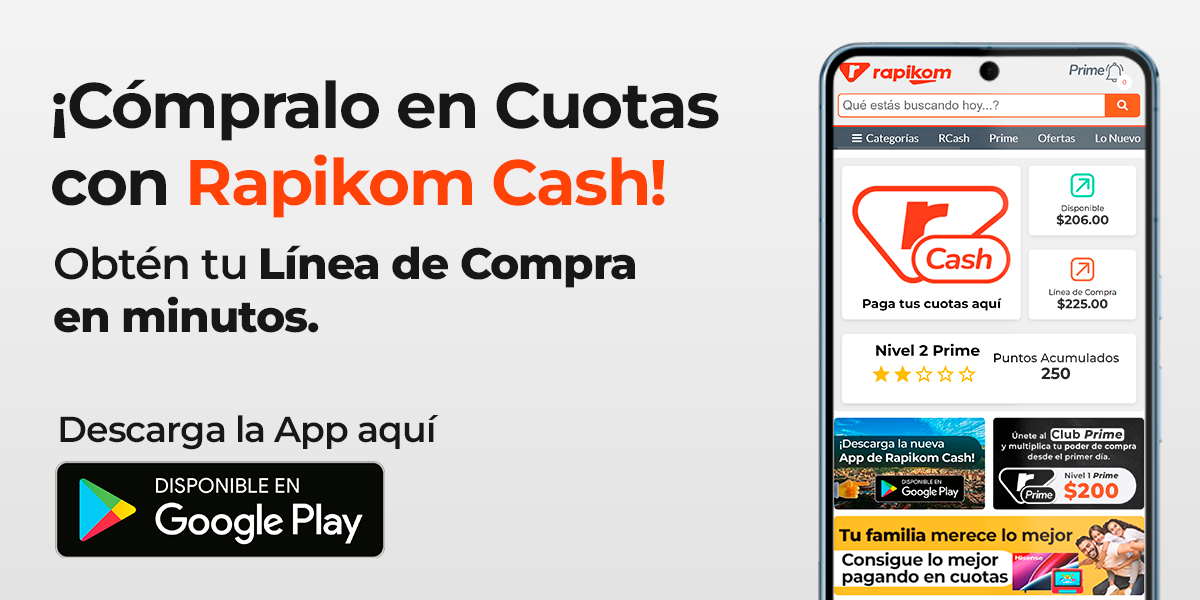 ¡Cómpralo en Cuotas
con Rapikom Cash!
Obtén tu Línea de Compra
en minutos.
Descarga la App aquí
DISPONIBLE EN
Google Play
r rapikom
Prime
0
Qué estás buscando hoy...?
Categorías RCash Prime Ofertas Lo Nuevo
r
Cash
Paga tus cuotas aquí
Disponible
$206.00
Línea de Compra
$225.00
Nivel 2 Prime
Puntos Acumulados
250
¡Descarga la nueva
App de Rapikom Cash!
DISPONIBLE EN
Google Play
Únete al Club Prime
y multiplica tu poder de compra
desde el primer día.
r
Prime
Nivel 1 Prime
$200
Tu familia merece lo mejor
Consigue lo mejor
pagando en cuotas
Hisense